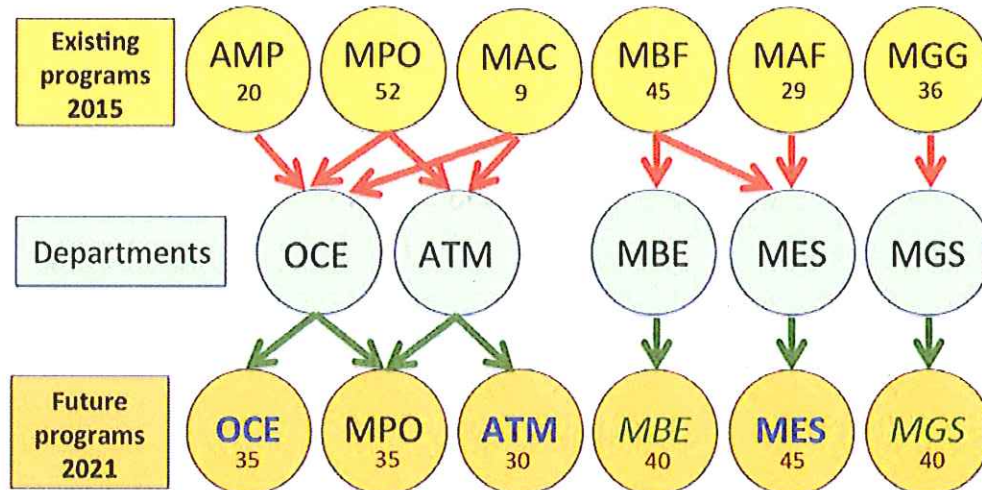 Existing
programs
2015
AMP
20
MPO
52
MAC
9
MBF
45
MAF
29
MGG
36
Departments
OCE
ATM
MBE
MES
MGS
Future
programs
2021
OCE
35
MPO
35
ATM
30
MBE
40
MES
45
MGS
40